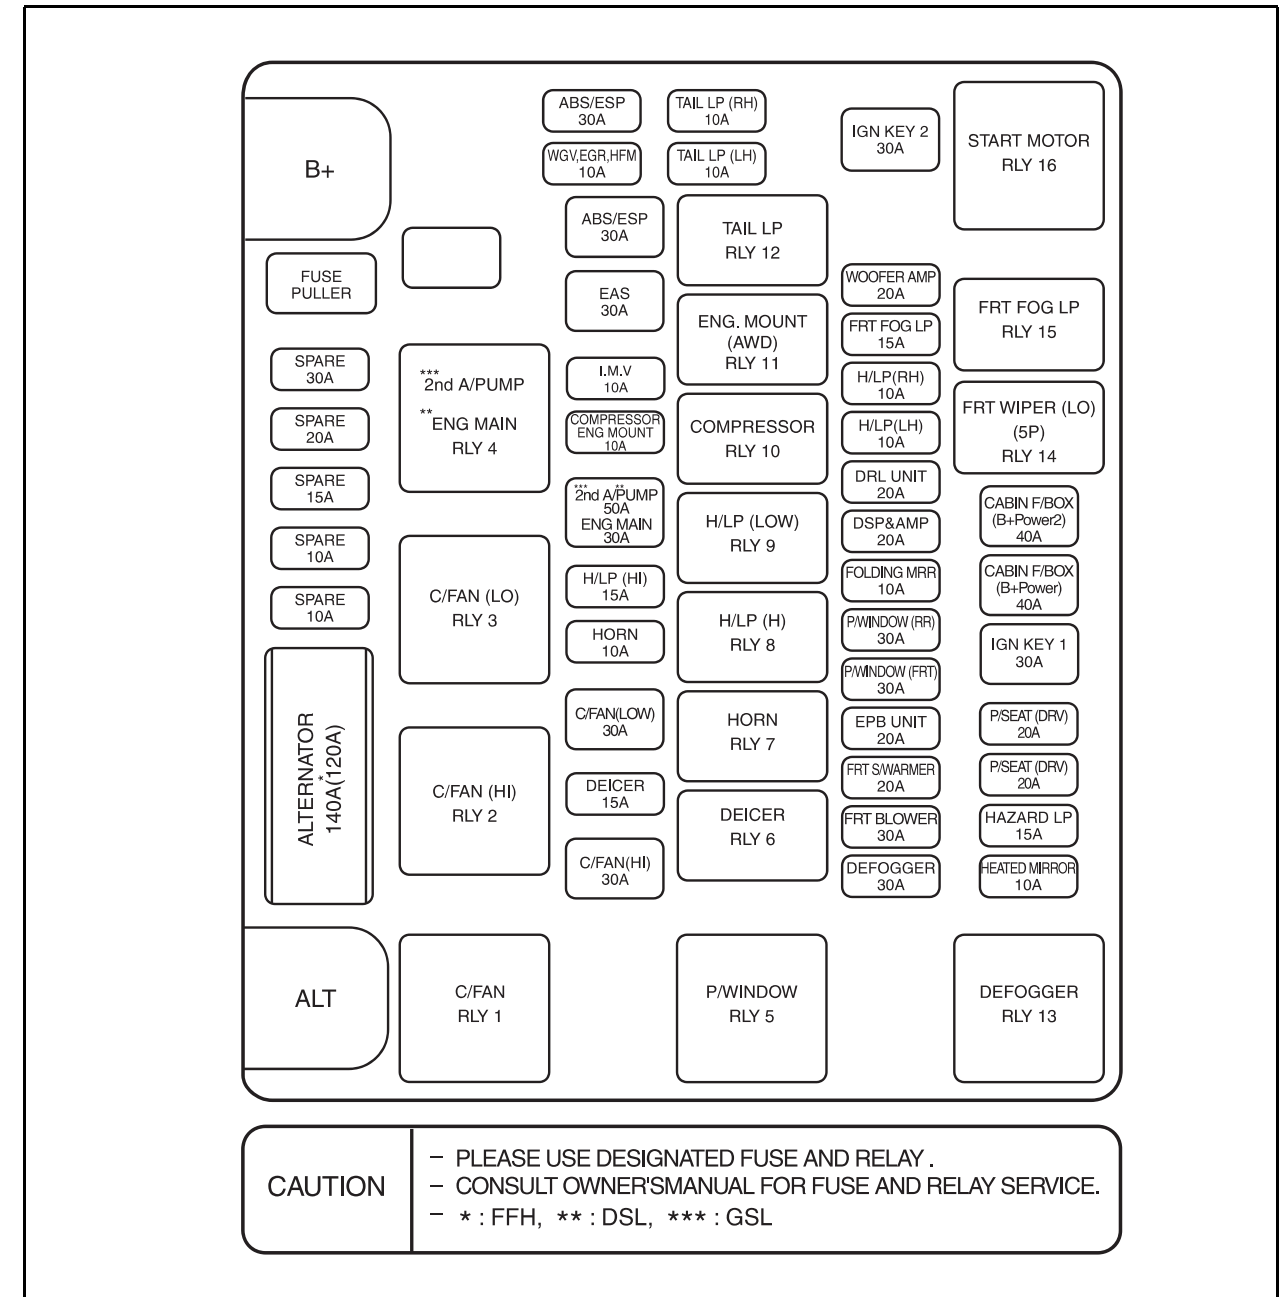 B+
FUSE
PULLER
SPARE
30A
SPARE
20A
SPARE
15A
SPARE
10A
SPARE
10A
ALTERNATOR
140A*(120A)
ALT
***2nd A/PUMP
**ENG MAIN
RLY 4
C/FAN (LO)
RLY 3
C/FAN (HI)
RLY 2
C/FAN
RLY 1
ABS/ESP
30A
WGV,EGR,HFM
10A
ABS/ESP
30A
EAS
30A
I.M.V
10A
COMPRESSOR
ENG MOUNT
10A
*** **
2nd A/PUMP
50A
ENG MAIN
30A
H/LP (HI)
15A
HORN
10A
C/FAN(LOW)
30A
DEICER
15A
C/FAN(HI)
30A
TAIL LP (RH)
10A
TAIL LP (LH)
10A
TAIL LP
RLY 12
ENG. MOUNT
(AWD)
RLY 11
COMPRESSOR
RLY 10
H/LP (LOW)
RLY 9
H/LP (H)
RLY 8
HORN
RLY 7
DEICER
RLY 6
P/WINDOW
RLY 5
IGN KEY 2
30A
WOOFER AMP
20A
FRT FOG LP
15A
H/LP(RH)
10A
H/LP(LH)
10A
DRL UNIT
20A
DSP&AMP
20A
FOLDING MRR
10A
P/WINDOW (RR)
30A
P/WINDOW (FRT)
30A
EPB UNIT
20A
FRT S/WARMER
20A
FRT BLOWER
30A
DEFOGGER
30A
START MOTOR
RLY 16
FRT FOG LP
RLY 15
FRT WIPER (LO)
(5P)
RLY 14
CABIN F/BOX
(B+Power2)
40A
CABIN F/BOX
(B+Power)
40A
IGN KEY 1
30A
P/SEAT (DRV)
20A
P/SEAT (DRV)
20A
HAZARD LP
15A
HEATED MIRROR
10A
DEFOGGER
RLY 13
CAUTION
– PLEASE USE DESIGNATED FUSE AND RELAY .
– CONSULT OWNER'SMANUAL FOR FUSE AND RELAY SERVICE.
– * : FFH, ** : DSL, *** : GSL